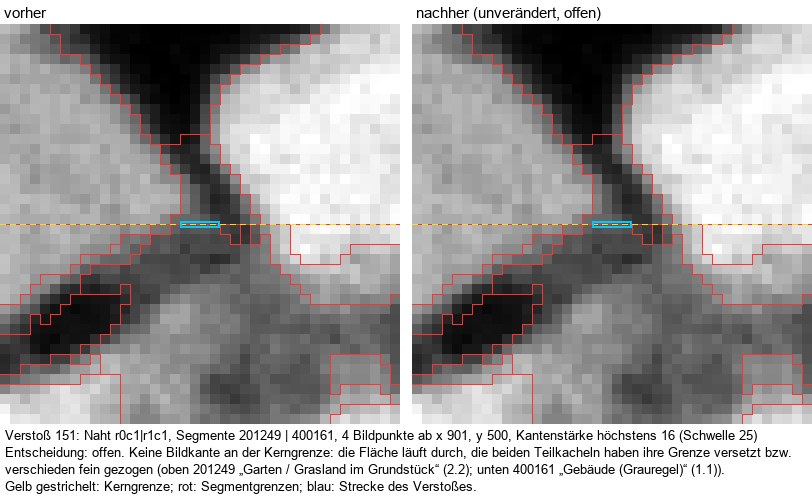 vorher
nachher (unverändert, offen)
Verstoß 151: Naht r0c1|r1c1, Segmente 201249 | 400161, 4 Bildpunkte ab x 901, y 500, Kantenstärke höchstens 16 (Schwelle 25)
Entscheidung: offen. Keine Bildkante an der Kerngrenze: die Fläche läuft durch, die beiden Teilkacheln haben ihre Grenze versetzt bzw.
verschieden fein gezogen (oben 201249 „Garten / Grasland im Grundstück“ (2.2); unten 400161 „Gebäude (Grauregel)“ (1.1)).
Gelb gestrichelt: Kerngrenze; rot: Segmentgrenzen; blau: Strecke des Verstoßes.